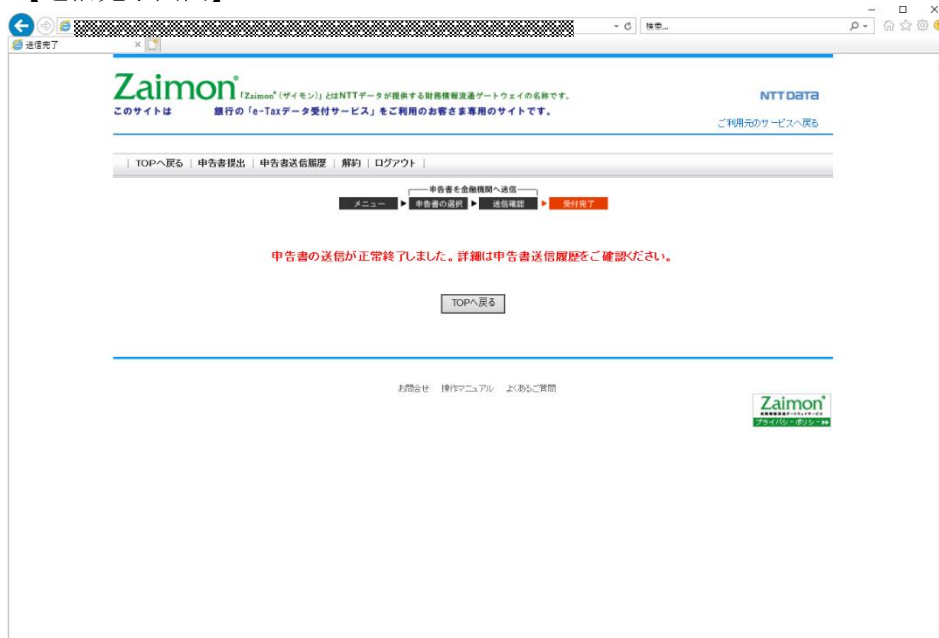 検索...
送信完了
Zaimon®
「Zaimon®（ザイモン）」とはNTTデータが提供する財務情報流通ゲートウェイの名称です。
NTT DATA
このサイトは 銀行の「e-Taxデータ受付サービス」をご利用のお客さま専用のサイトです。
ご利用元のサービスへ戻る
| TOPへ戻る | 申告書提出 | 申告書送信履歴 | 解約 | ログアウト |
申告書を金融機関へ送信
メニュー ▶ 申告書の選択 ▶ 送信確認 ▶ 受付完了
申告書の送信が正常終了しました。詳細は申告書送信履歴をご確認ください。
TOPへ戻る
お問合せ 操作マニュアル よくあるご質問
Zaimon
プライバシーポリシー